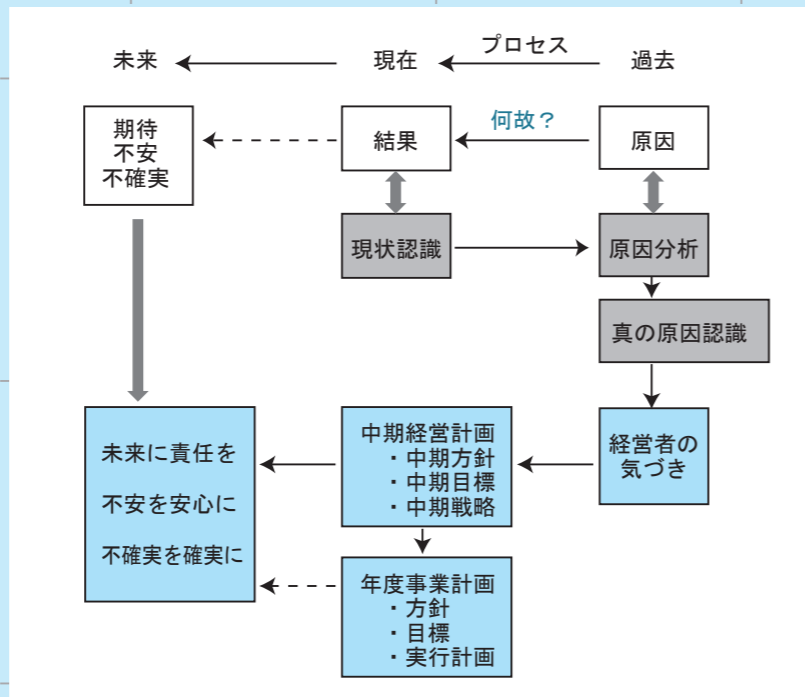 未来
現在
プロセス
過去
期待
不安
不確実
結果
何故？
原因
現状認識
原因分析
真の原因認識
未来に責任を
不安を安心に
不確実を確実に
中期経営計画
・中期方針
・中期目標
・中期戦略
経営者の
気づき
年度事業計画
・方針
・目標
・実行計画